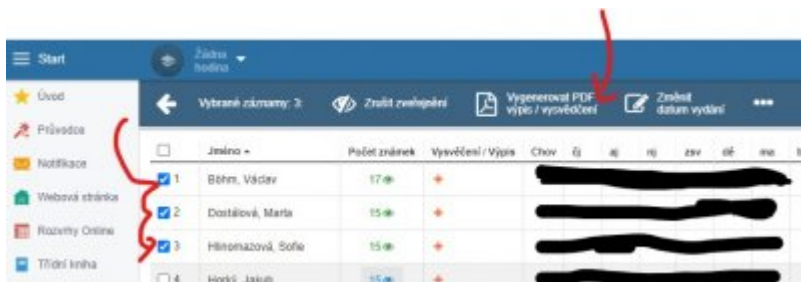 Start
Žádná
hodina
Úvod
Průvodce
Notifikace
Webová stránka
Rozvrhy Online
Třídní kniha
Vybrané záznamy: 3
Zrušit zveřejnění
Vygenerovat PDF
výpis / vysvědčení
Změnit
datum vydání
Jméno Počet známek Vysvěčení / Výpis Chov čj aj nj zsv dě ma
1 Böhm, Václav 17
2 Dostálová, Marta 15
3 Hlinomazová, Sofie 15
4 Horký, Jakub 15